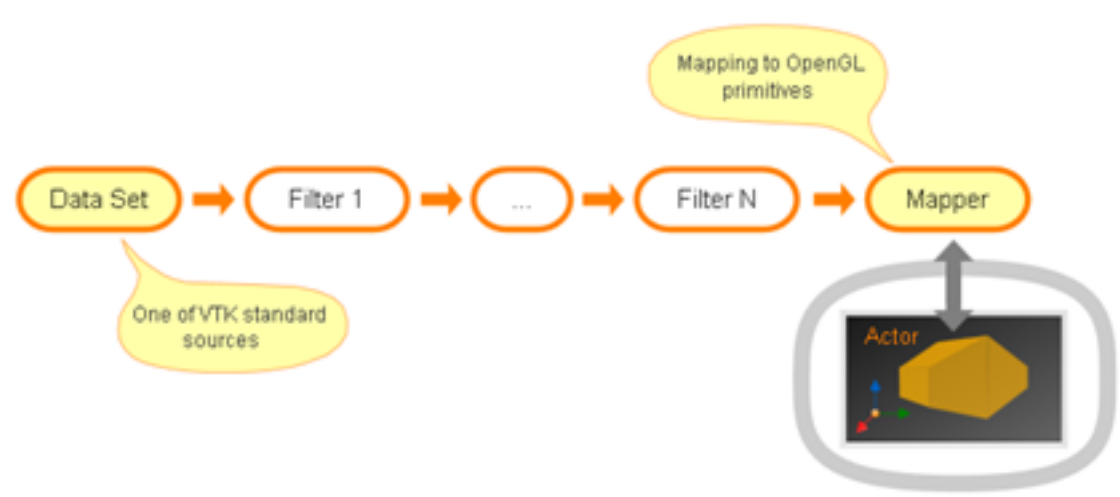 Mapping to OpenGL
primitives
Data Set
Filter 1
...
Filter N
Mapper
One of VTK standard
sources
Actor